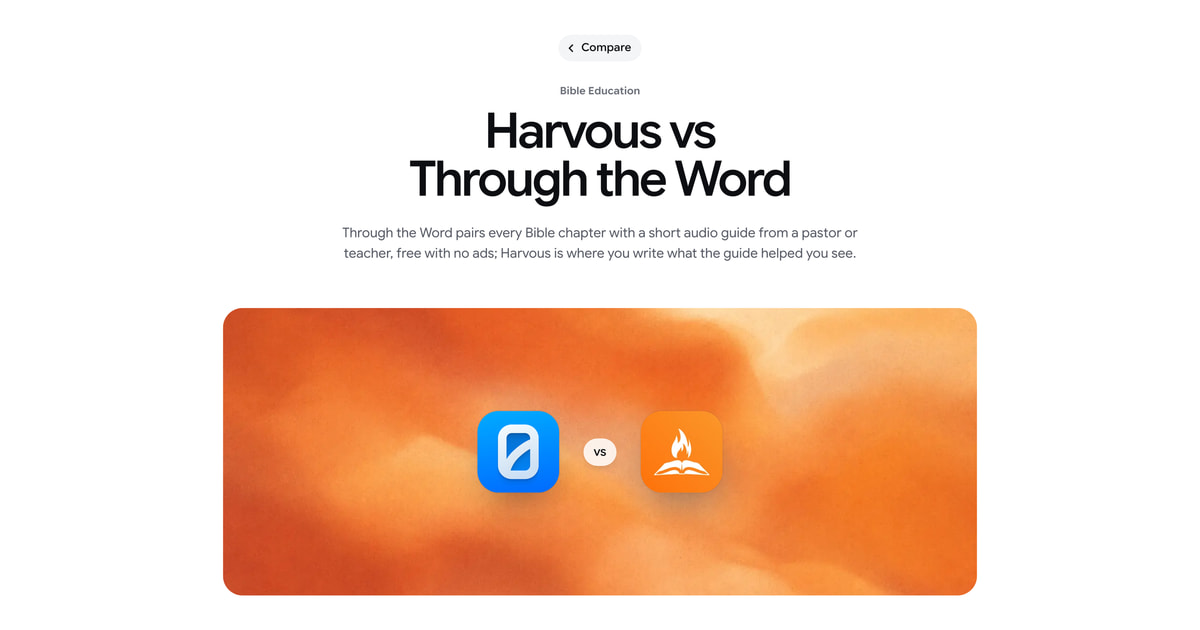 Compare
Bible Education
Harvous vs
Through the Word
Through the Word pairs every Bible chapter with a short audio guide from a pastor or
teacher, free with no ads; Harvous is where you write what the guide helped you see.
vs